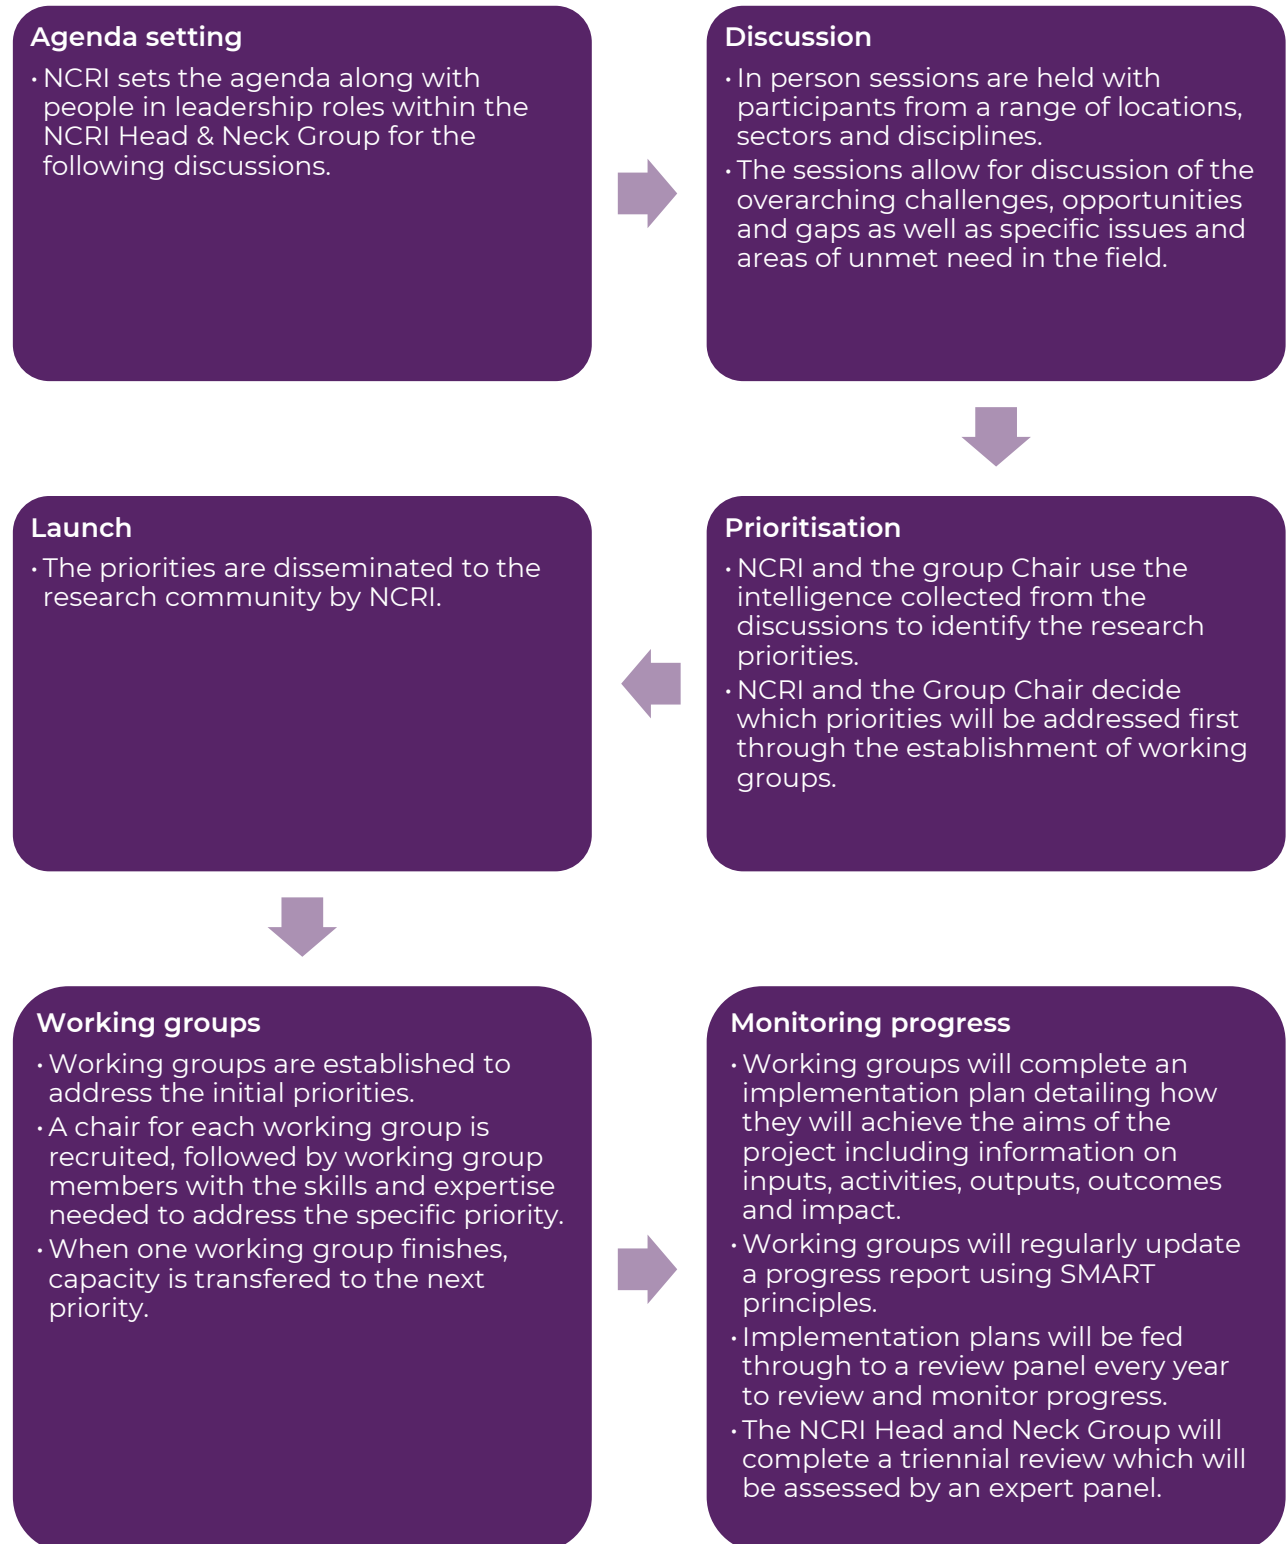 Agenda setting
· NCRI sets the agenda along with
people in leadership roles within the
NCRI Head & Neck Group for the
following discussions.
Discussion
· In person sessions are held with
participants from a range of locations,
sectors and disciplines.
· The sessions allow for discussion of the
overarching challenges, opportunities
and gaps as well as specific issues and
areas of unmet need in the field.
Prioritisation
· NCRI and the group Chair use the
intelligence collected from the
discussions to identify the research
priorities.
· NCRI and the Group Chair decide
which priorities will be addressed first
through the establishment of working
groups.
Launch
· The priorities are disseminated to the
research community by NCRI.
Working groups
· Working groups are established to
address the initial priorities.
· A chair for each working group is
recruited, followed by working group
members with the skills and expertise
needed to address the specific priority.
· When one working group finishes,
capacity is transfered to the next
priority.
Monitoring progress
· Working groups will complete an
implementation plan detailing how
they will achieve the aims of the
project including information on
inputs, activities, outputs, outcomes
and impact.
· Working groups will regularly update
a progress report using SMART
principles.
· Implementation plans will be fed
through to a review panel every year
to review and monitor progress.
· The NCRI Head and Neck Group will
complete a triennial review which will
be assessed by an expert panel.